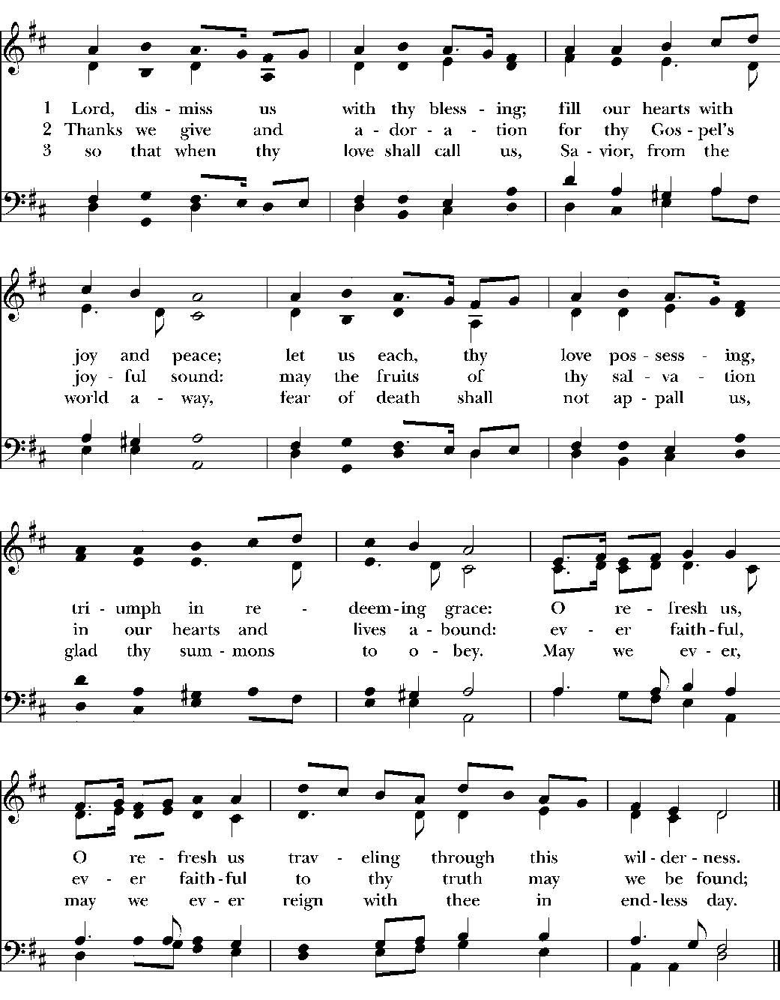 1 Lord, dis - miss us with thy bless - ing; fill our hearts with
2 Thanks we give and a - dor - a - tion for thy Gos - pel's
3 so that when thy love shall call us, Sa - vior, from the
joy and peace; let us each, thy love pos - sess - ing,
joy - ful sound: may the fruits of thy sal - va - tion
world a - way, fear of death shall not ap - pall us,
tri - umph in re - deem - ing grace: O re - fresh us,
in our hearts and lives a - bound: ev - er faith - ful,
glad thy sum - mons to o - bey. May we ev - er,
O re - fresh us trav - eling through this wil - der - ness.
ev - er faith - ful to thy truth may we be found;
may we ev - er reign with thee in end - less day.